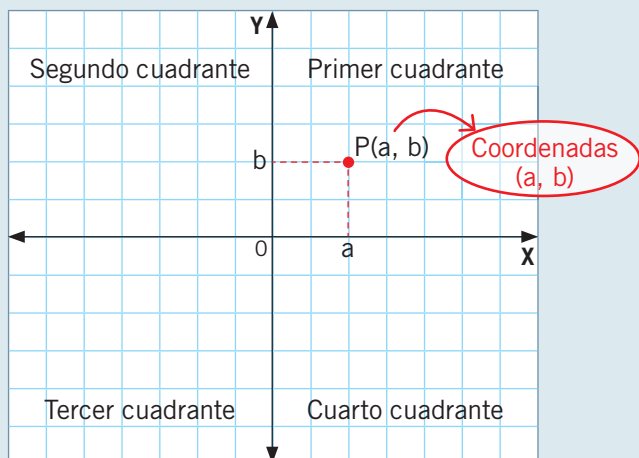 Y
Segundo cuadrante
Primer cuadrante
P(a, b)
Coordenadas
(a, b)
b
0
a
X
Tercer cuadrante
Cuarto cuadrante